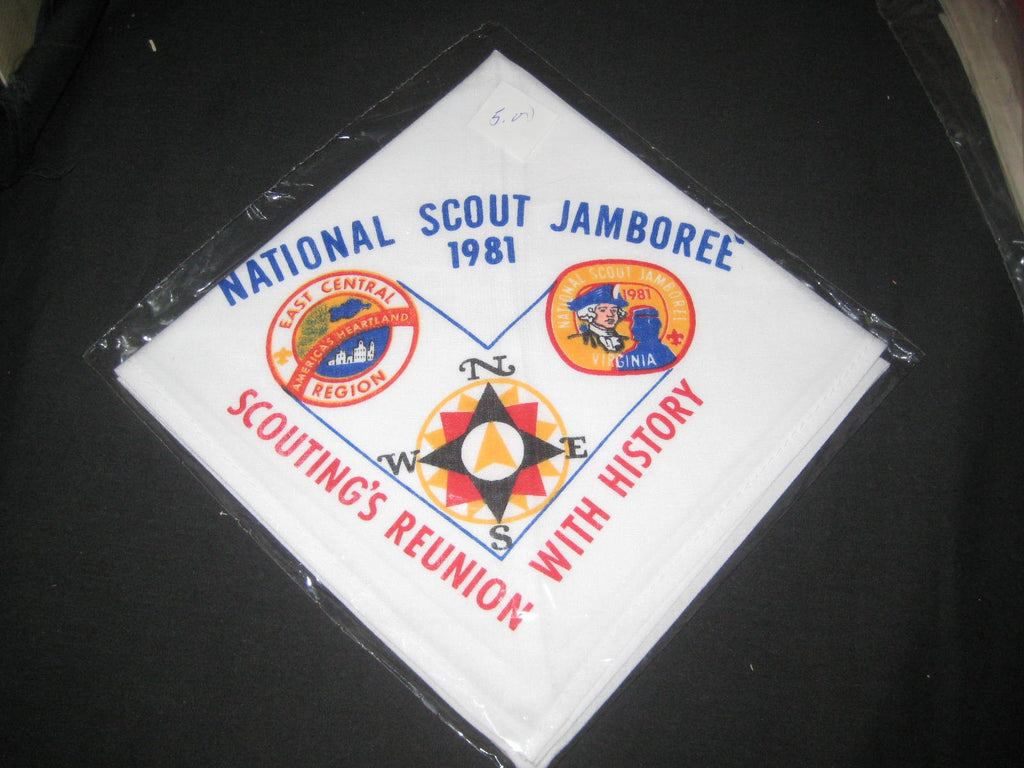 5.00
NATIONAL SCOUT JAMBOREE
1981
EAST CENTRAL
AMERICA'S HEARTLAND
REGION
NATIONAL SCOUT JAMBOREE
1981
VIRGINIA
N
W
E
S
SCOUTING'S REUNION
WITH HISTORY